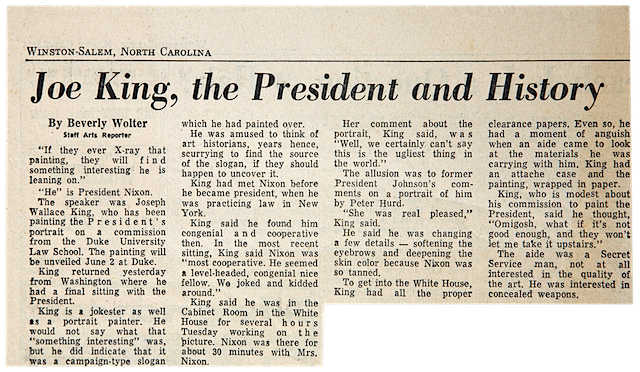 WINSTON-SALEM, NORTH CAROLINA
Joe King, the President and History
By Beverly Wolter
Staff Arts Reporter
"If they ever X-ray that
painting, they will find
something interesting he is
leaning on."
"He" is President Nixon.
The speaker was Joseph
Wallace King, who has been
painting the President's
portrait on a commission
from the Duke University
Law School. The painting will
be unveiled June 2 at Duke.
King returned yesterday
from Washington where he
had a final sitting with the
President.
King is a jokester as well
as a portrait painter. He
would not say what that
"something interesting" was,
but he did indicate that it
was a campaign-type slogan
which he had painted over.
He was amused to think of
art historians, years hence,
scurrying to find the source
of the slogan, if they should
happen to uncover it.
King had met Nixon before
he became president, when he
was practicing law in New
York.
King said he found him
congenial and cooperative
then. In the most recent
sitting, King said Nixon was
"most cooperative. He seemed
a level-headed, congenial nice
fellow. We joked and kidded
around."
King said he was in the
Cabinet Room in the White
House for several hours
Tuesday working on the
picture. Nixon was there for
about 30 minutes with Mrs.
Nixon.
Her comment about the
portrait, King said, was
"Well, we certainly can't say
this is the ugliest thing in
the world."
The allusion was to former
President Johnson's com-
ments on a portrait of him
by Peter Hurd.
"She was real pleased,"
King said.
He said he was changing
a few details — softening the
eyebrows and deepening the
skin color because Nixon was
so tanned.
To get into the White House,
King had all the proper
clearance papers. Even so, he
had a moment of anguish
when an aide came to look
at the materials he was
carrying with him. King had
an attache case and the
painting, wrapped in paper.
King, who is modest about
his commission to paint the
President, said he thought,
"Omigosh, what if it's not
good enough, and they won't
let me take it upstairs."
The aide was a Secret
Service man, not at all
interested in the quality of
the art. He was interested in
concealed weapons.